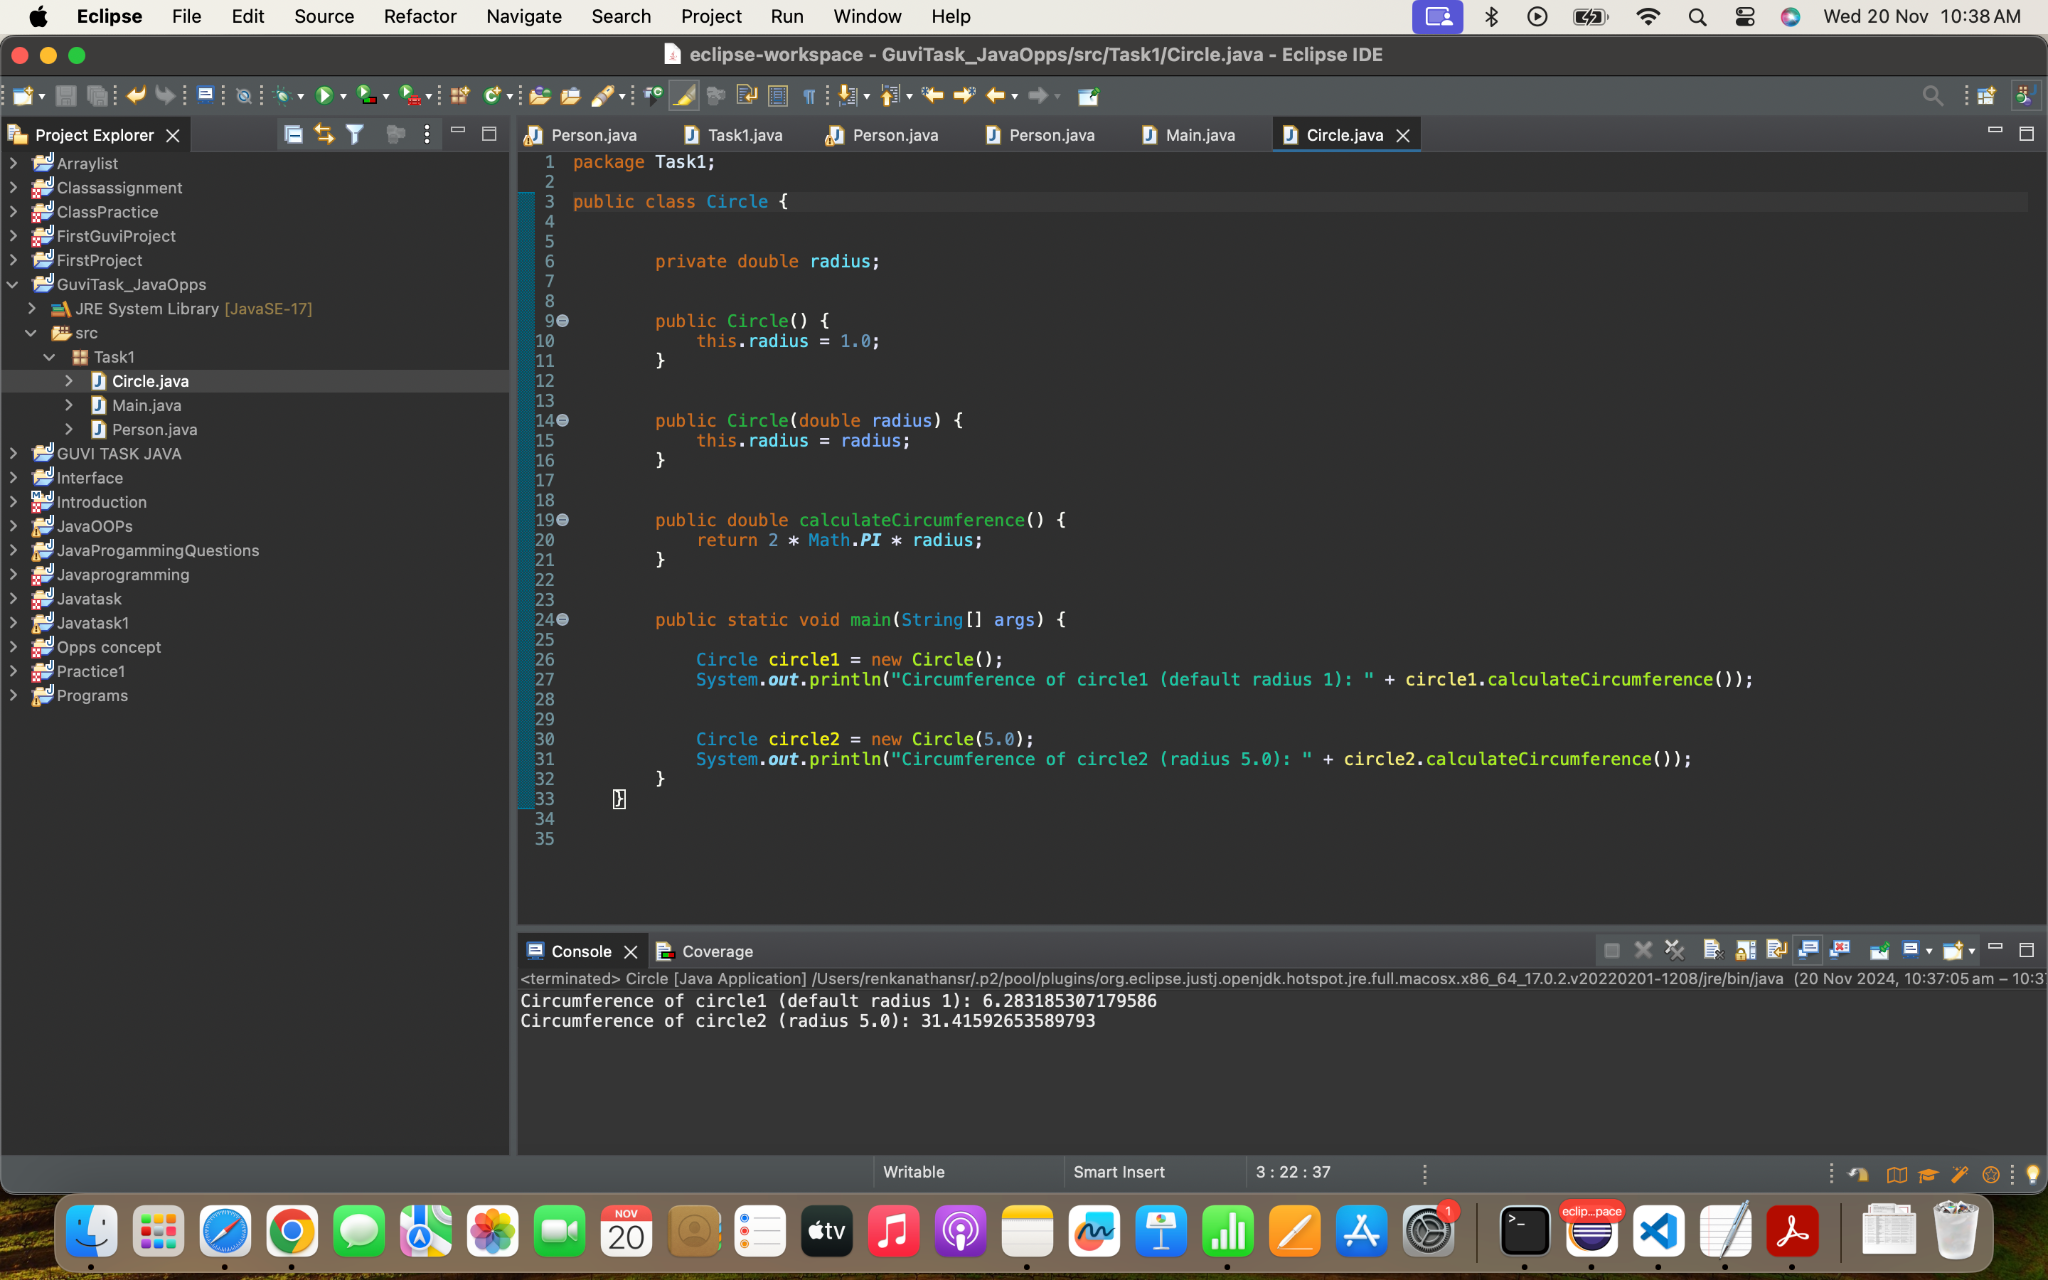 Eclipse File Edit Source Refactor Navigate Search Project Run Window Help Wed 20 Nov 10:38 AM
eclipse-workspace - GuviTask_JavaOpps/src/Task1/Circle.java - Eclipse IDE
Project Explorer
Arraylist
Classassignment
ClassPractice
FirstGuviProject
FirstProject
GuviTask_JavaOpps
JRE System Library [JavaSE-17]
src
Task1
Circle.java
Main.java
Person.java
GUVI TASK JAVA
Interface
Introduction
JavaOOPs
JavaProgammingQuestions
Javaprogramming
Javatask
Javatask1
Opps concept
Practice1
Programs
Person.java Task1.java Person.java Person.java Main.java Circle.java
1 package Task1;
2
3 public class Circle {
4
5
6 private double radius;
7
8
9 public Circle() {
10 this.radius = 1.0;
11 }
12
13
14 public Circle(double radius) {
15 this.radius = radius;
16 }
17
18
19 public double calculateCircumference() {
20 return 2 * Math.PI * radius;
21 }
22
23
24 public static void main(String[] args) {
25
26 Circle circle1 = new Circle();
27 System.out.println("Circumference of circle1 (default radius 1): " + circle1.calculateCircumference());
28
29
30 Circle circle2 = new Circle(5.0);
31 System.out.println("Circumference of circle2 (radius 5.0): " + circle2.calculateCircumference());
32 }
33 }
34
35
Console Coverage
<terminated> Circle [Java Application] /Users/renkanathansr/.p2/pool/plugins/org.eclipse.justj.openjdk.hotspot.jre.full.macosx.x86_64_17.0.2.v20220201-1208/jre/bin/java (20 Nov 2024, 10:37:05 am – 10:3
Circumference of circle1 (default radius 1): 6.283185307179586
Circumference of circle2 (radius 5.0): 31.41592653589793
Writable Smart Insert 3 : 22 : 37
NOV
20
tv
1
>_
eclip...pace